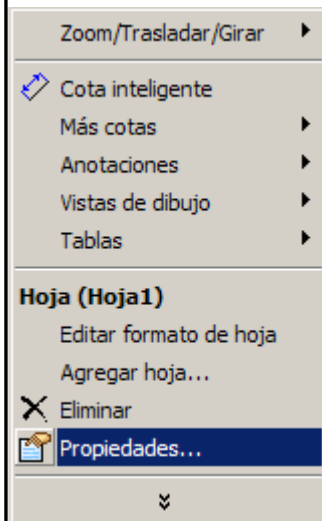 Zoom/Trasladar/Girar
Cota inteligente
Más cotas
Anotaciones
Vistas de dibujo
Tablas
Hoja (Hoja1)
Editar formato de hoja
Agregar hoja...
Eliminar
Propiedades...